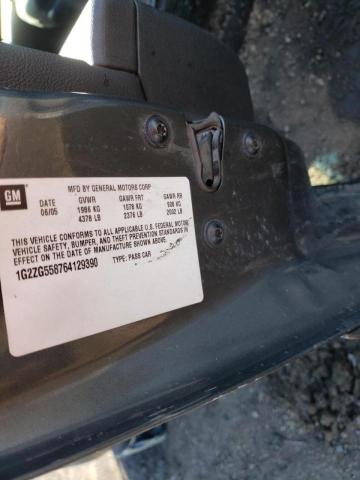 GM
MFD BY GENERAL MOTORS CORP
DATE GVWR GAWR FRT GAWR RR
06/05 1986 KG 1078 KG 908 KG
4378 LB 2376 LB 2002 LB
THIS VEHICLE CONFORMS TO ALL APPLICABLE U.S. FEDERAL MOTOR
VEHICLE SAFETY, BUMPER, AND THEFT PREVENTION STANDARDS IN
EFFECT ON THE DATE OF MANUFACTURE SHOWN ABOVE.
1G2ZG558764129390 TYPE: PASS CAR